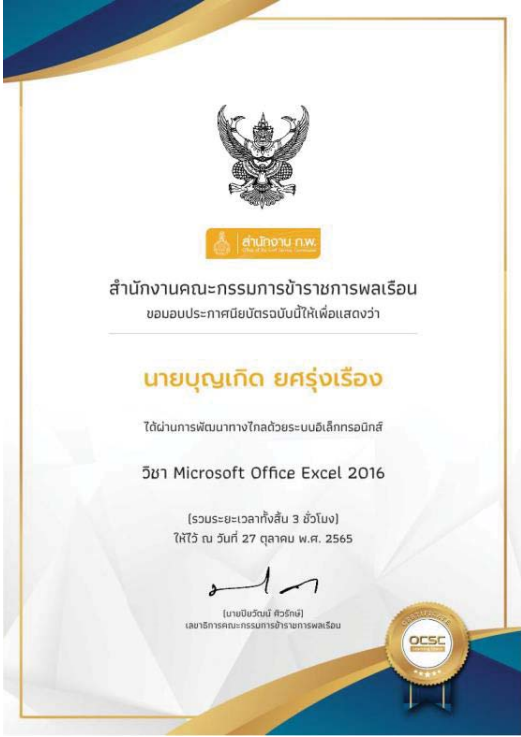 สำนักงาน ก.พ.
สำนักงานคณะกรรมการข้าราชการพลเรือน
ขอมอบประกาศนียบัตรฉบับนี้ให้เพื่อแสดงว่า
นายบุญเกิด ยศรุ่งเรือง
ได้ผ่านการพัฒนาทางไกลด้วยระบบอิเล็กทรอนิกส์
วิชา Microsoft Office Excel 2016
(รวมระยะเวลาทั้งสิ้น 3 ชั่วโมง)
ให้ไว้ ณ วันที่ 27 ตุลาคม พ.ศ. 2565
(นายปิยวัฒน์ ศิวรักษ์)
เลขาธิการคณะกรรมการข้าราชการพลเรือน
CERTIFICATE
OCSC